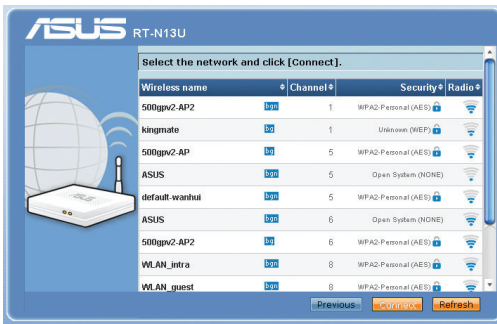 ASUS RT-N13U
Select the network and click [Connect].
Wireless name Channel Security Radio
500gpv2-AP2 bgn 1 WPA2-Personal (AES)
kingmate bg 1 Unknown (WEP)
500gpv2-AP bg 5 WPA2-Personal (AES)
ASUS bgn 5 Open System (NONE)
default-wanhui bgn 5 WPA2-Personal (AES)
ASUS bgn 6 Open System (NONE)
500gpv2-AP2 bg 6 WPA2-Personal (AES)
WLAN_intra bgn 8 WPA2-Personal (AES)
WLAN_guest bgn 8 WPA2-Personal (AES)
Previous Connect Refresh
ASUS